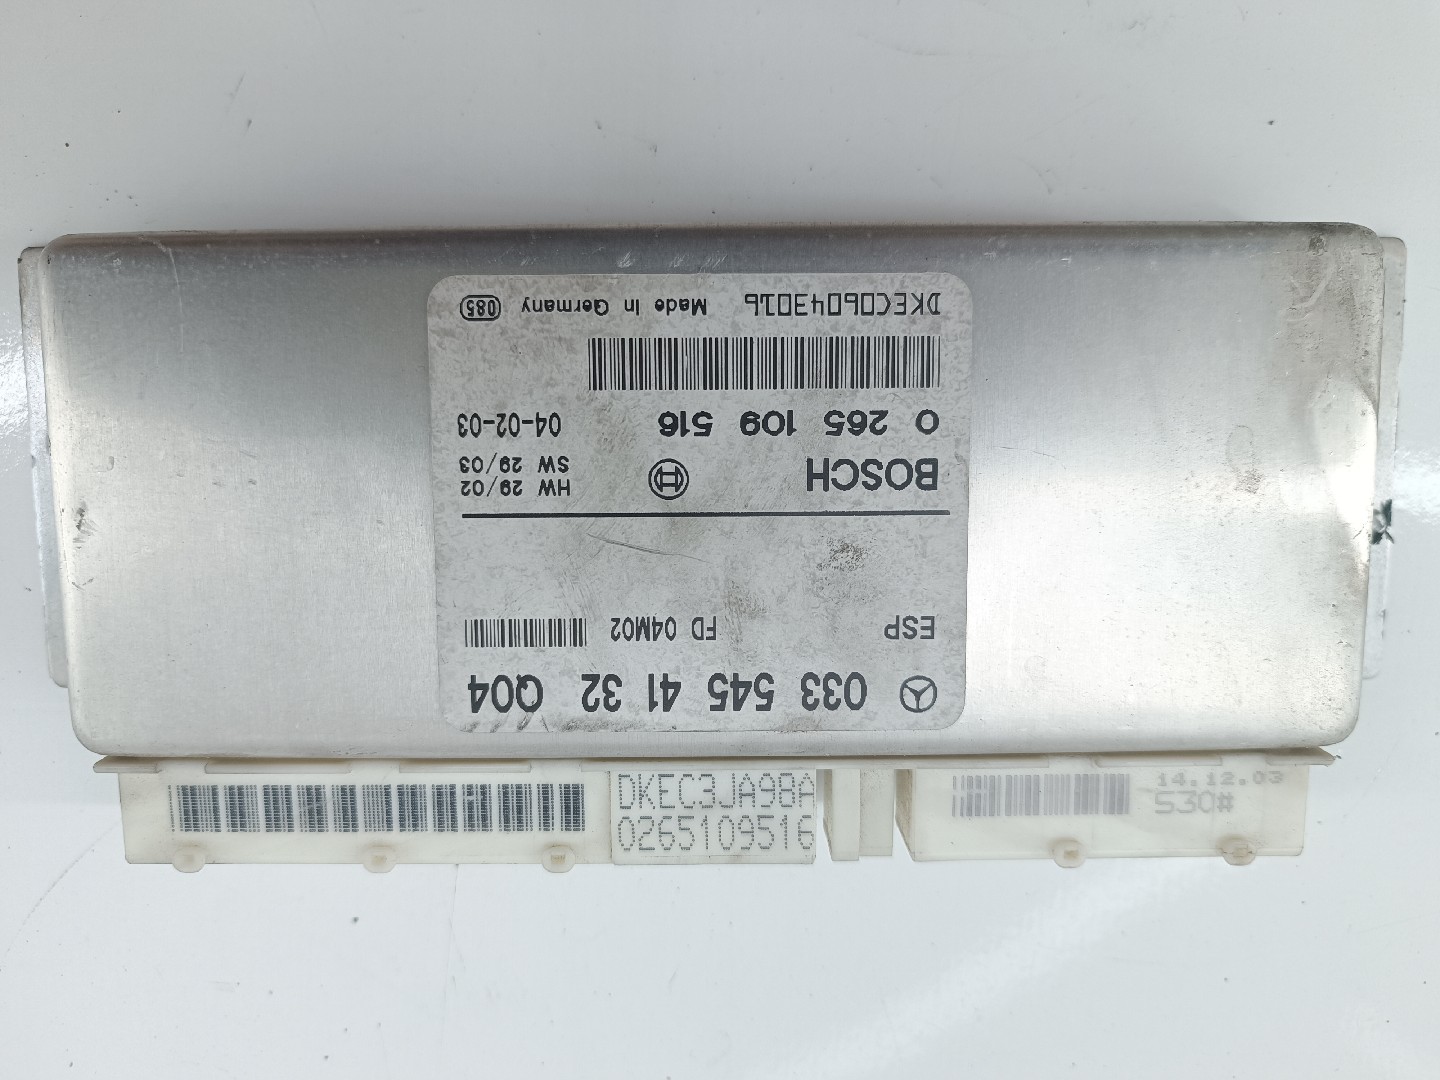 033 545 41 32 Q04
ESP FD 04M02
BOSCH HW 29/02
SW 29/03
0 265 109 516 04-02-03
DKEC06043016 Made in Germany 085
DKEC3JA98A
0265109516
14.12.03
530#